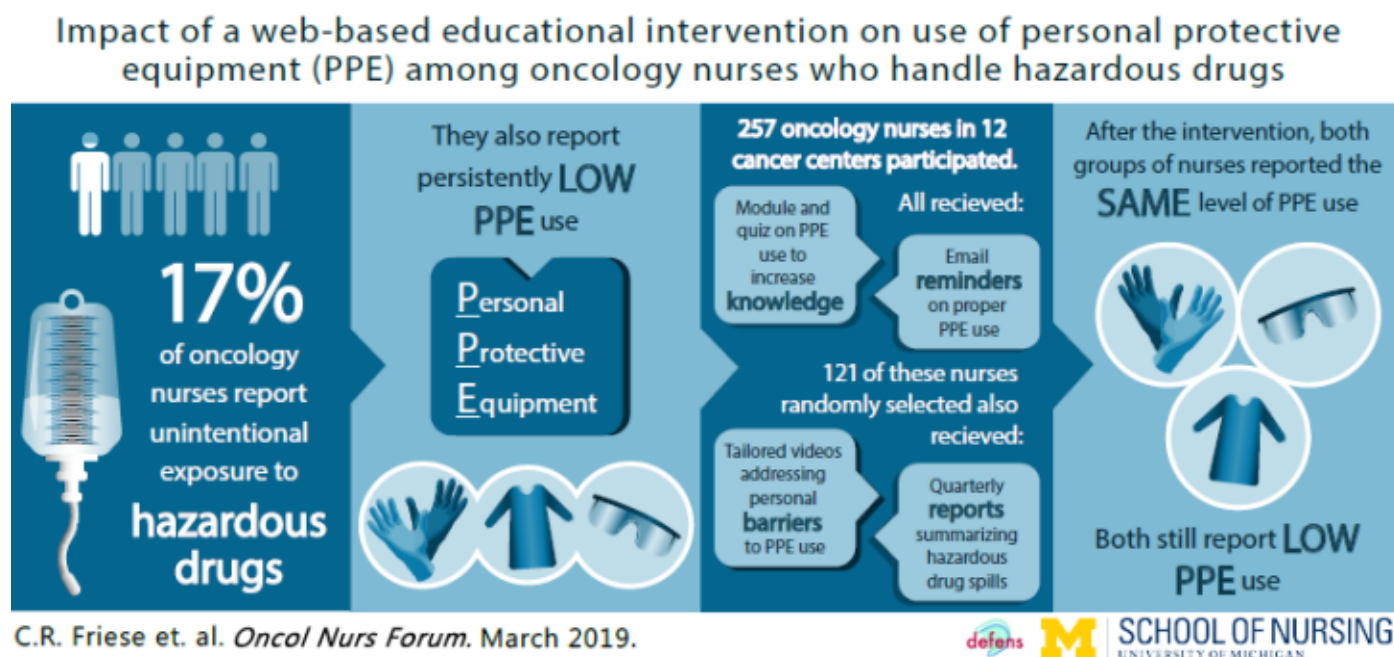 Impact of a web-based educational intervention on use of personal protective
equipment (PPE) among oncology nurses who handle hazardous drugs
17%
of oncology
nurses report
unintentional
exposure to
hazardous
drugs
They also report
persistently LOW
PPE use
Personal
Protective
Equipment
257 oncology nurses in 12
cancer centers participated.
All recieved:
Module and
quiz on PPE
use to
increase
knowledge
Email
reminders
on proper
PPE use
121 of these nurses
randomly selected also
recieved:
Tailored videos
addressing
personal
barriers
to PPE use
Quarterly
reports
summarizing
hazardous
drug spills
After the intervention, both
groups of nurses reported the
SAME level of PPE use
Both still report LOW
PPE use
C.R. Friese et. al. Oncol Nurs Forum. March 2019.
defens
M
SCHOOL OF NURSING
UNIVERSITY OF MICHIGAN